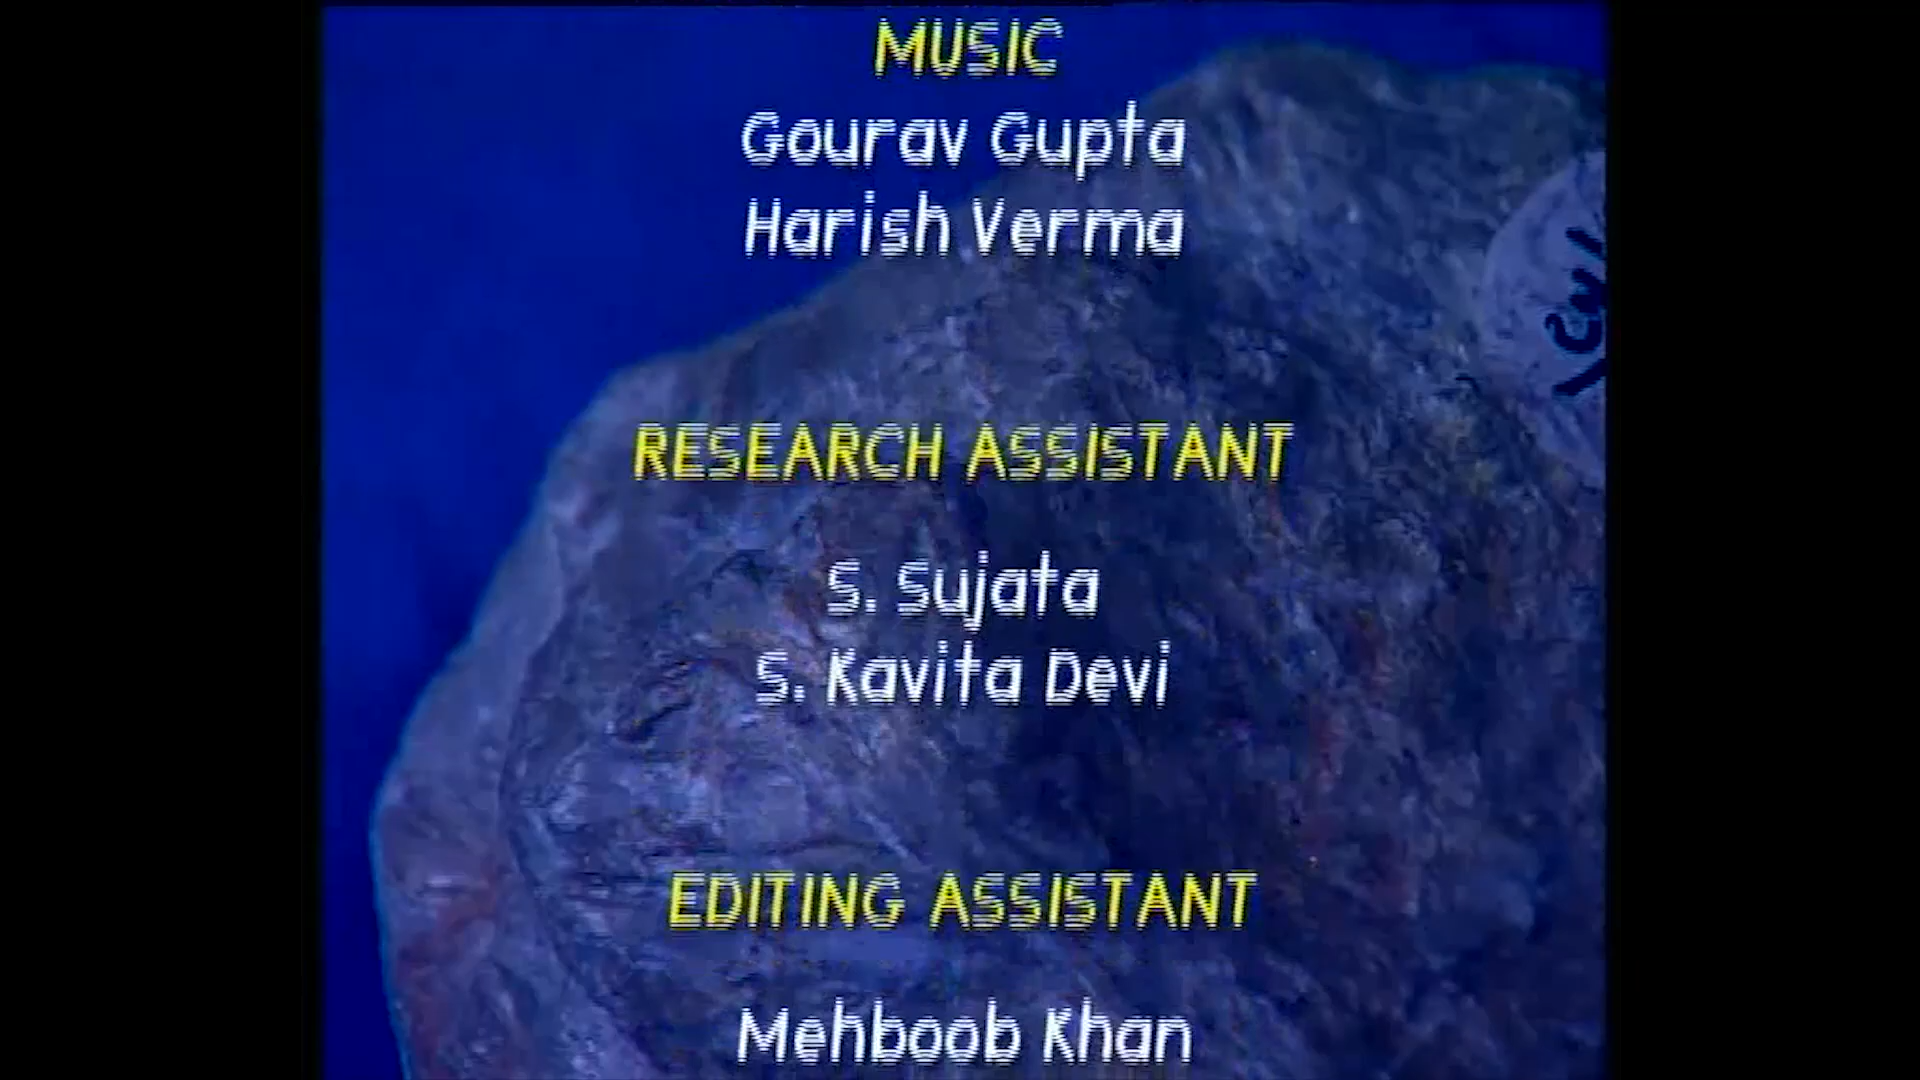 MUSIC
Gourav Gupta
Harish Verma
RESEARCH ASSISTANT
S. Sujata
S. Kavita Devi
EDITING ASSISTANT
Mehboob Khan